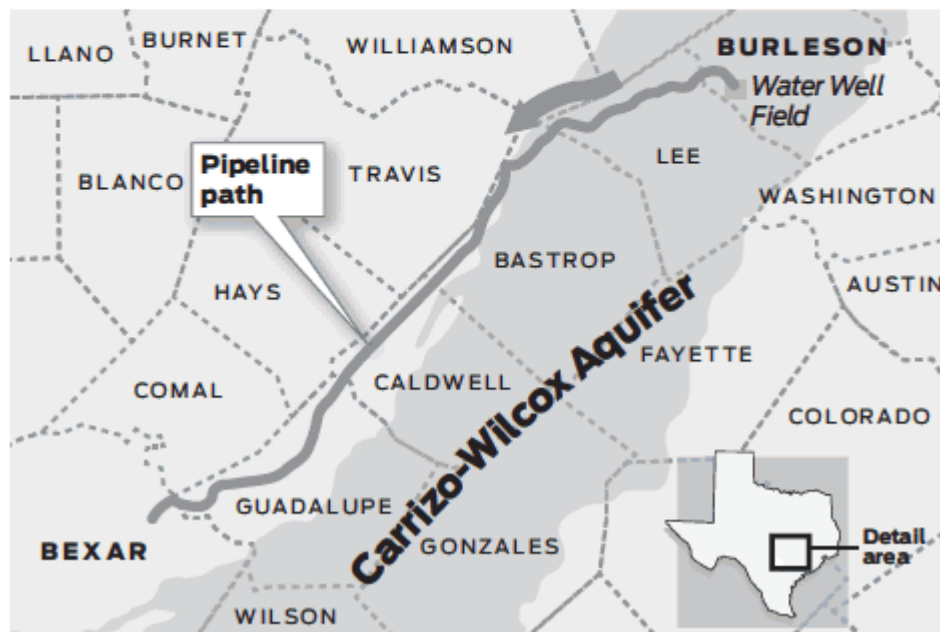 LLANO
BURNET
WILLIAMSON
BURLESON
Water Well
Field
Pipeline
path
BLANCO
TRAVIS
LEE
WASHINGTON
HAYS
BASTROP
AUSTIN
COMAL
CALDWELL
FAYETTE
COLORADO
Carrizo-Wilcox Aquifer
GUADALUPE
BEXAR
GONZALES
WILSON
Detail
area